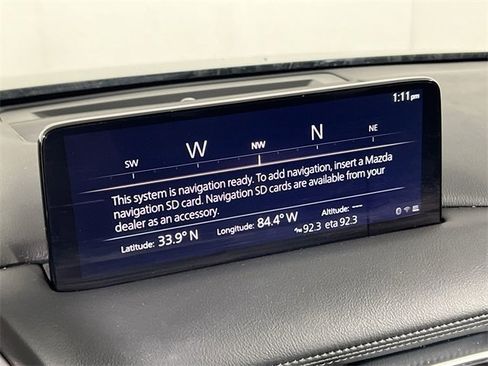 1:11 pm
SW W NW N NE
This system is navigation ready. To add navigation, insert a Mazda
navigation SD card. Navigation SD cards are available from your
dealer as an accessory.
Latitude: 33.9° N Longitude: 84.4° W Altitude: ---
92.3 eta 92.3